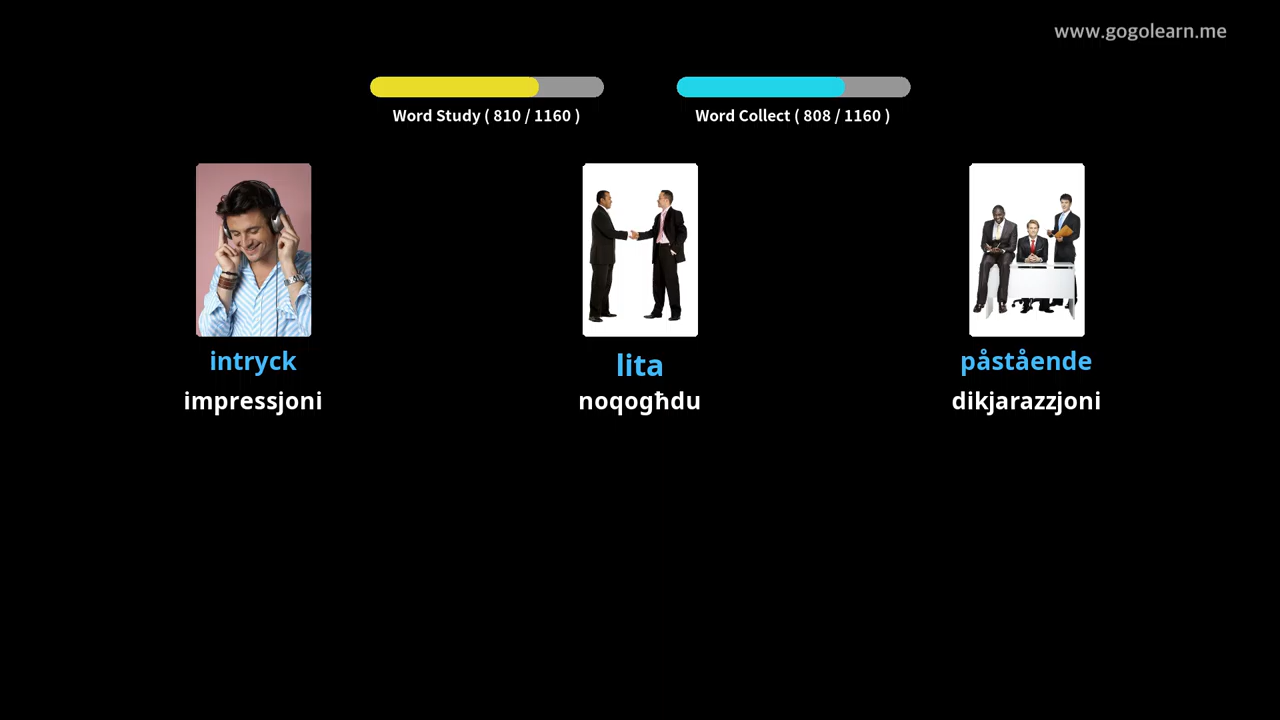 www.gogolearn.me
Word Study ( 810 / 1160 )
Word Collect ( 808 / 1160 )
intryck
lita
påstående
impressjoni
noqogħdu
dikjarazzjoni